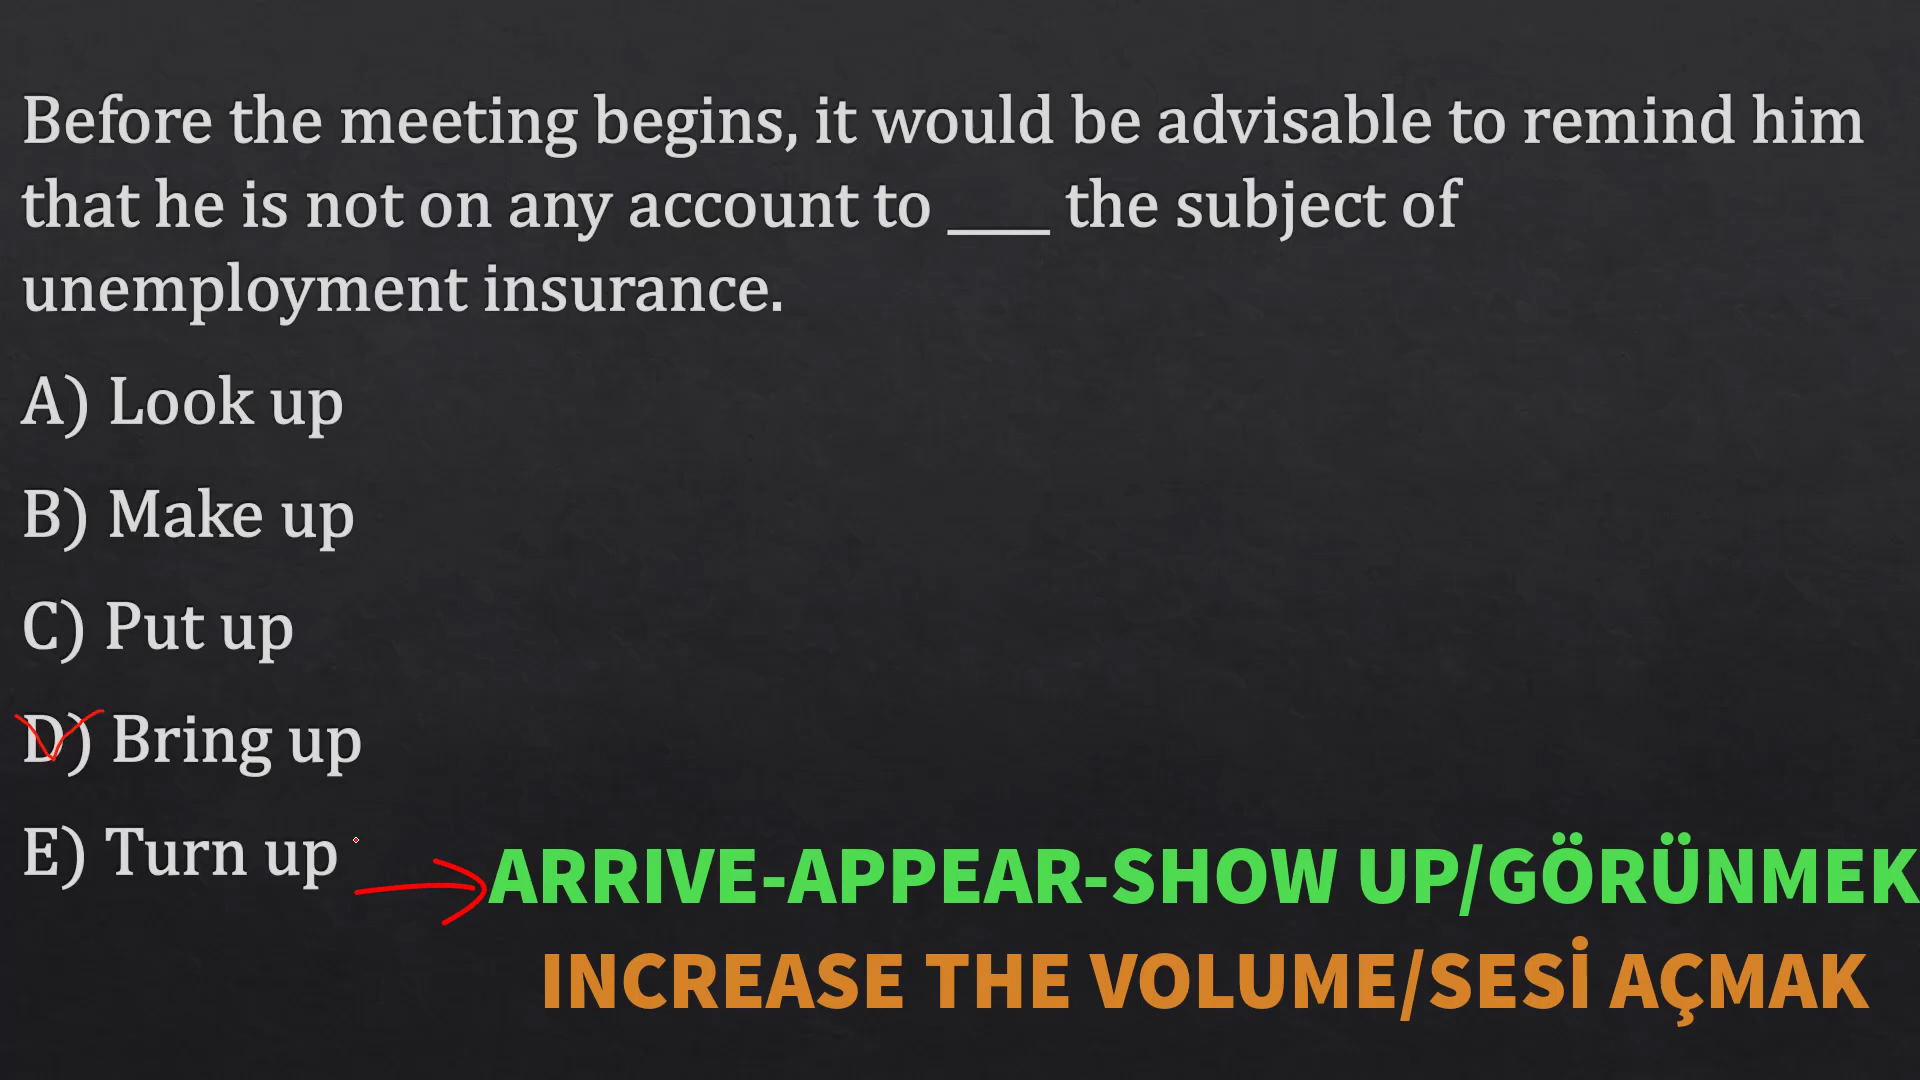 Before the meeting begins, it would be advisable to remind him
that he is not on any account to ____ the subject of
unemployment insurance.
A) Look up
B) Make up
C) Put up
D) Bring up
E) Turn up
ARRIVE-APPEAR-SHOW UP/GÖRÜNMEK
INCREASE THE VOLUME/SESİ AÇMAK